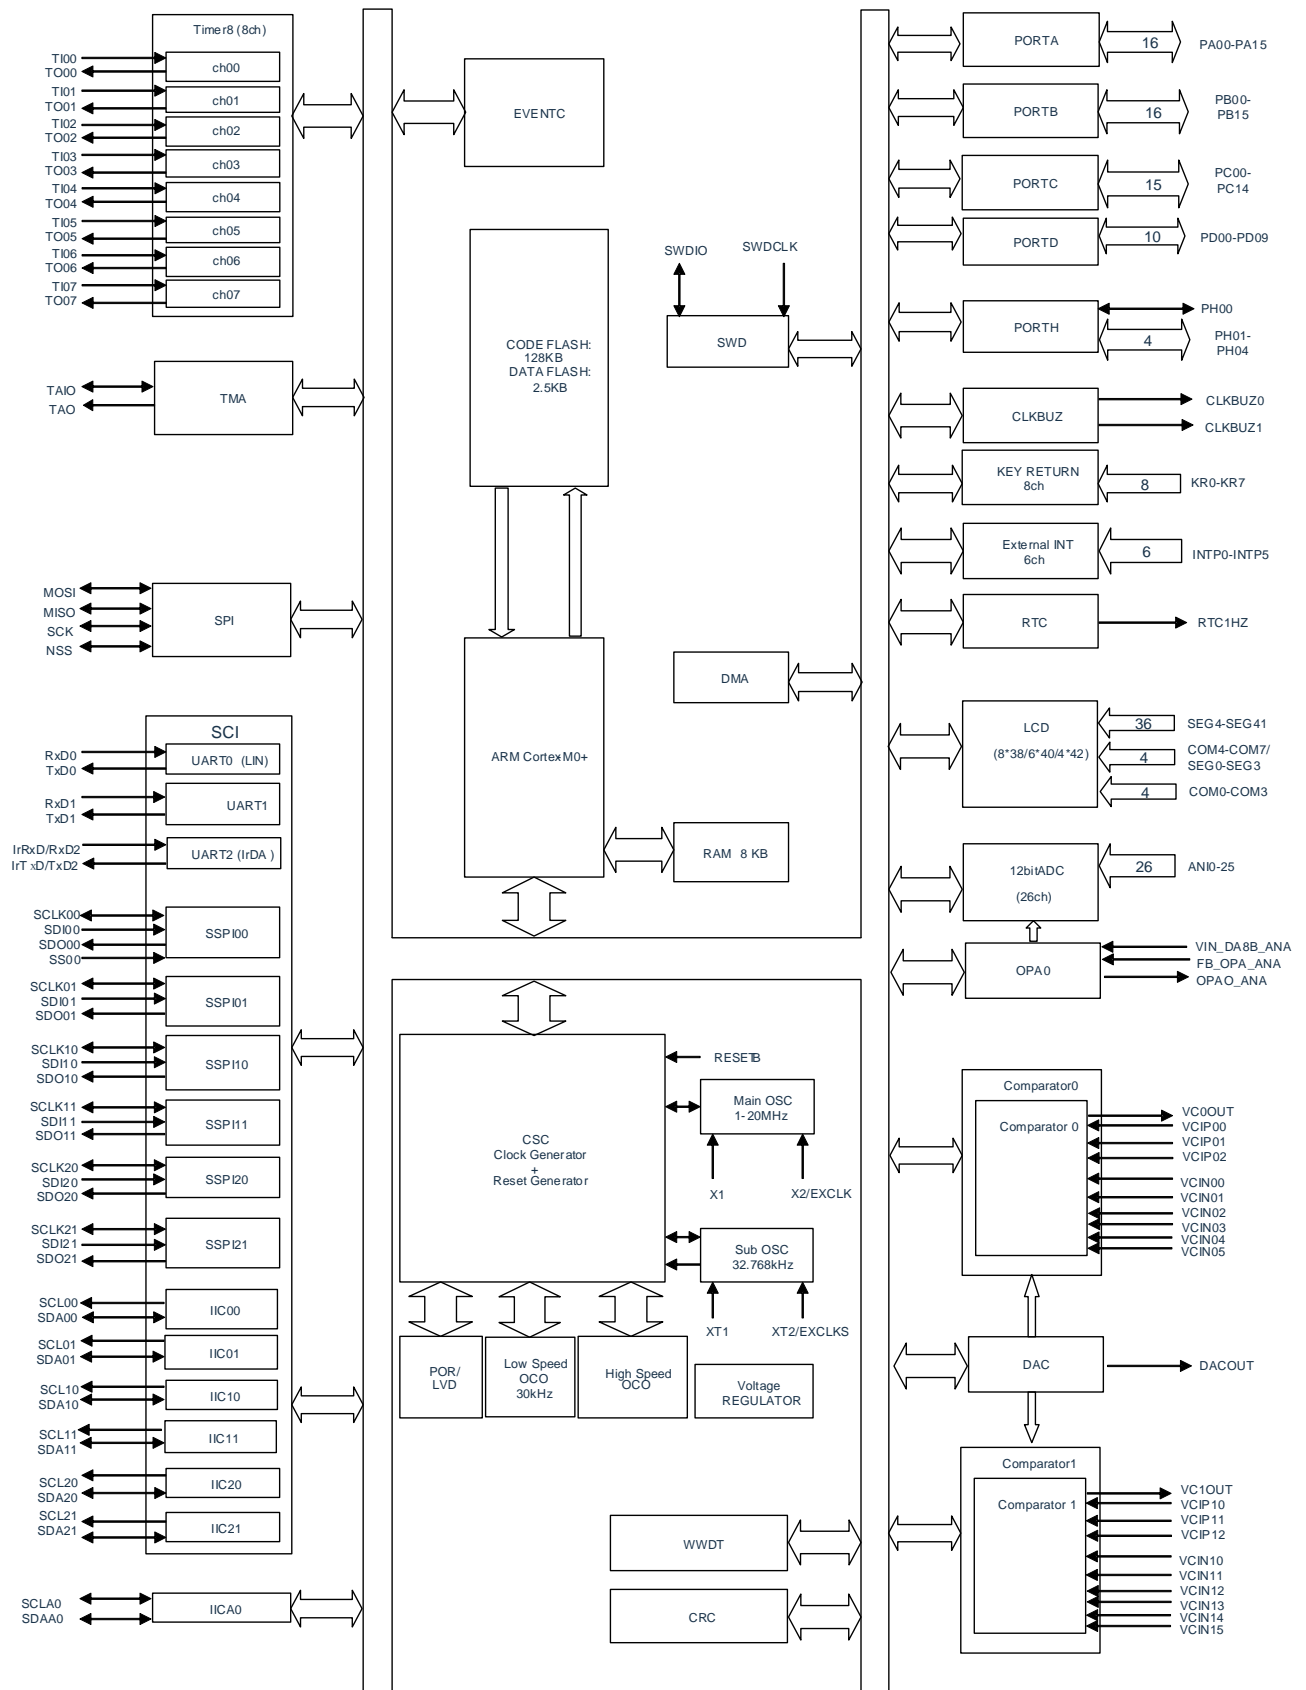 Timer8 (8ch)
TI00
TO00
ch00
TI01
TO01
ch01
TI02
TO02
ch02
TI03
TO03
ch03
TI04
TO04
ch04
TI05
TO05
ch05
TI06
TO06
ch06
TI07
TO07
ch07
TAIO
TAO
TMA
MOSI
MISO
SCK
NSS
SPI
SCI
RxD0
TxD0
UART0 (LIN)
RxD1
TxD1
UART1
IrRxD/RxD2
IrTxD/TxD2
UART2 (IrDA )
SCLK00
SDI00
SDO00
SS00
SSPI00
SCLK01
SDI01
SDO01
SSPI01
SCLK10
SDI10
SDO10
SSPI10
SCLK11
SDI11
SDO11
SSPI11
SCLK20
SDI20
SDO20
SSPI20
SCLK21
SDI21
SDO21
SSPI21
SCL00
SDA00
IIC00
SCL01
SDA01
IIC01
SCL10
SDA10
IIC10
SCL11
SDA11
IIC11
SCL20
SDA20
IIC20
SCL21
SDA21
IIC21
SCLA0
SDAA0
IICA0
EVENTC
CODE FLASH:
128KB
DATA FLASH:
2.5KB
SWDIO
SWDCLK
SWD
ARM CortexM0+
DMA
RAM 8 KB
CSC
Clock Generator
+
Reset Generator
RESETB
Main OSC
1-20MHz
X1
X2/EXCLK
Sub OSC
32.768kHz
XT1
XT2/EXCLKS
POR/
LVD
Low Speed
OCO
30kHz
High Speed
OCO
Voltage
REGULATOR
WWDT
CRC
PORTA
16
PA00-PA15
PORTB
16
PB00-
PB15
PORTC
15
PC00-
PC14
PORTD
10
PD00-PD09
PORTH
PH00
4
PH01-
PH04
CLKBUZ
CLKBUZ0
CLKBUZ1
KEY RETURN
8ch
8
KR0-KR7
External INT
6ch
6
INTP0-INTP5
RTC
RTC1HZ
LCD
(8*38/6*40/4*42)
36
SEG4-SEG41
4
COM4-COM7/
SEG0-SEG3
4
COM0-COM3
12bitADC
(26ch)
26
ANI0-25
OPA0
VIN_DA8B_ANA
FB_OPA_ANA
OPAO_ANA
Comparator0
Comparator 0
VC0OUT
VCIP00
VCIP01
VCIP02
VCIN00
VCIN01
VCIN02
VCIN03
VCIN04
VCIN05
DAC
DACOUT
Comparator1
Comparator 1
VC1OUT
VCIP10
VCIP11
VCIP12
VCIN10
VCIN11
VCIN12
VCIN13
VCIN14
VCIN15